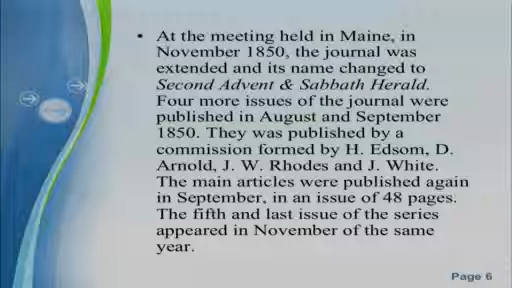 • At the meeting held in Maine, in
November 1850, the journal was
extended and its name changed to
Second Advent & Sabbath Herald.
Four more issues of the journal were
published in August and September
1850. They was published by a
commission formed by H. Edsom, D.
Arnold, J. W. Rhodes and J. White.
The main articles were published again
in September, in an issue of 48 pages.
The fifth and last issue of the series
appeared in November of the same
year.
Page 6